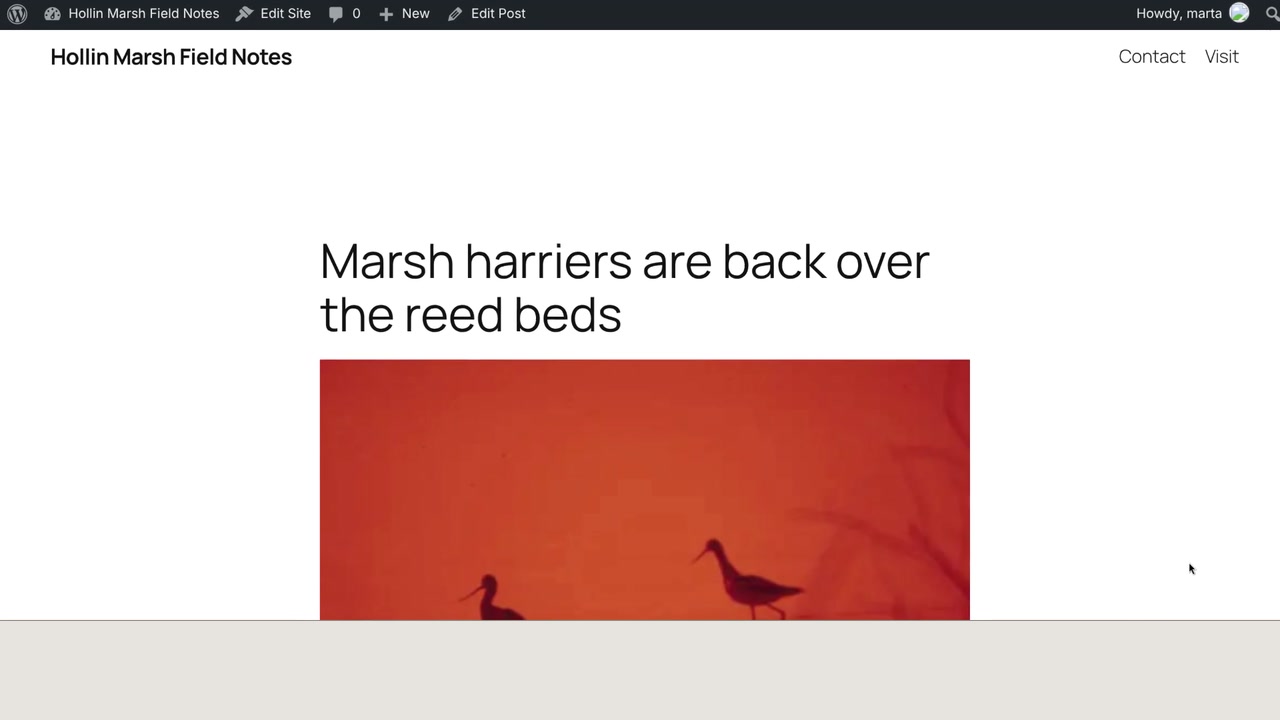 Hollin Marsh Field Notes Edit Site 0 New Edit Post Howdy, marta
Hollin Marsh Field Notes Contact Visit
Marsh harriers are back over
the reed beds